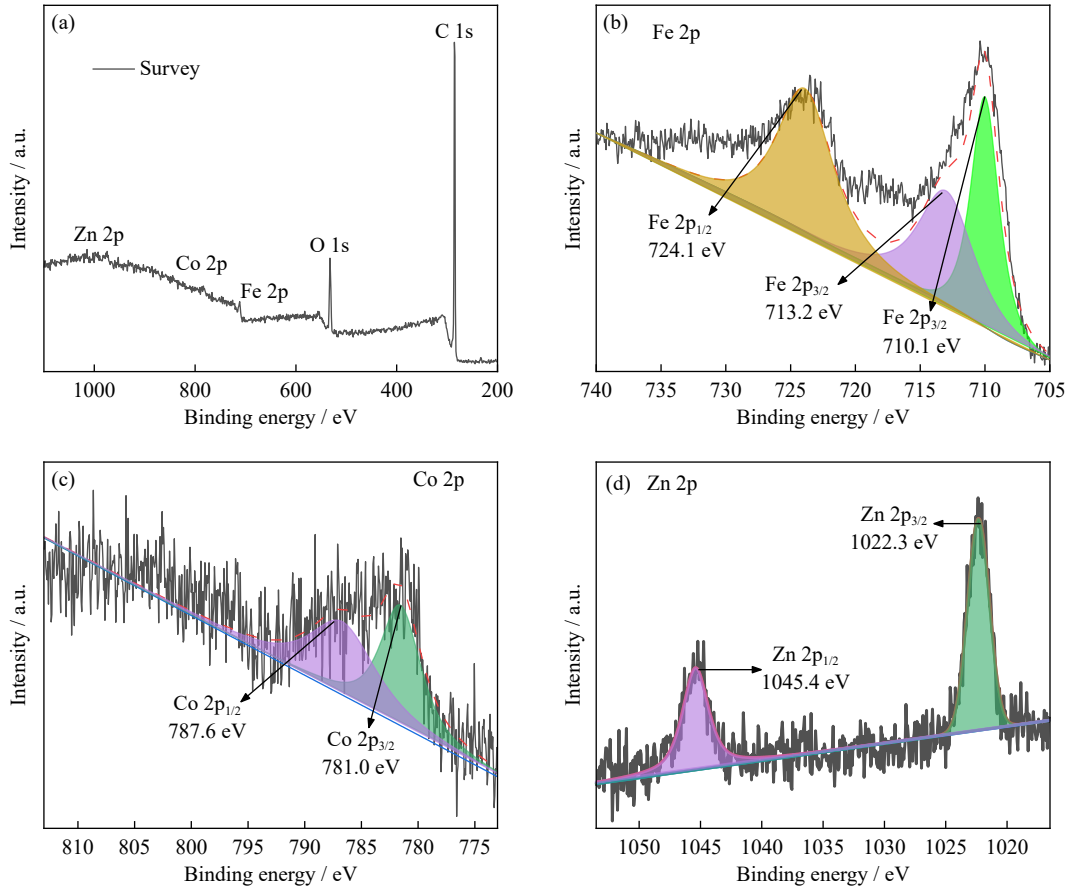 (a)
C 1s
Survey
Zn 2p
O 1s
Co 2p
Fe 2p
Intensity / a.u.
1000 800 600 400 200
Binding energy / eV
(b) Fe 2p
Fe 2p1/2
724.1 eV
Fe 2p3/2
713.2 eV
Fe 2p3/2
710.1 eV
Intensity / a.u.
740 735 730 725 720 715 710 705
Binding energy / eV
(c) Co 2p
Co 2p1/2
787.6 eV
Co 2p3/2
781.0 eV
Intensity / a.u.
810 805 800 795 790 785 780 775
Binding energy / eV
(d) Zn 2p
Zn 2p3/2
1022.3 eV
Zn 2p1/2
1045.4 eV
Intensity / a.u.
1050 1045 1040 1035 1030 1025 1020
Binding energy / eV